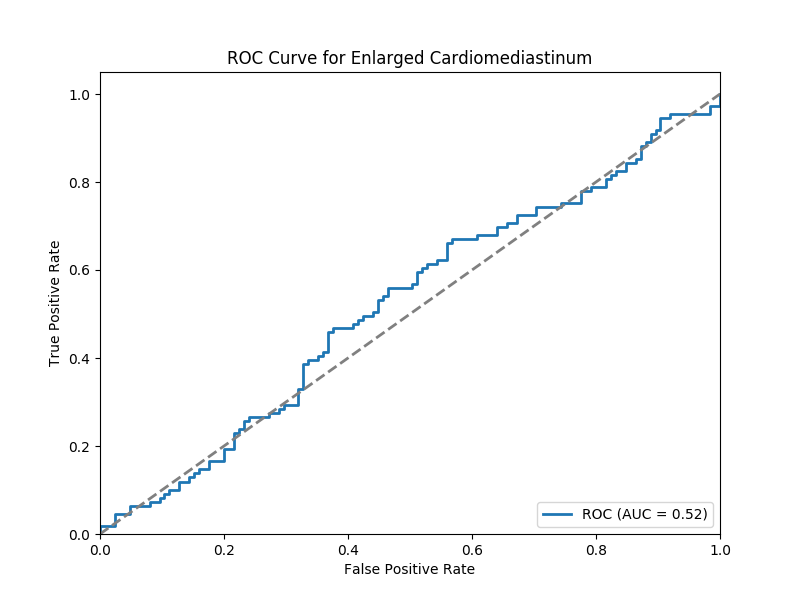 ROC Curve for Enlarged Cardiomediastinum
True Positive Rate
1.0
0.8
0.6
0.4
0.2
0.0
ROC (AUC = 0.52)
0.0 0.2 0.4 0.6 0.8 1.0
False Positive Rate